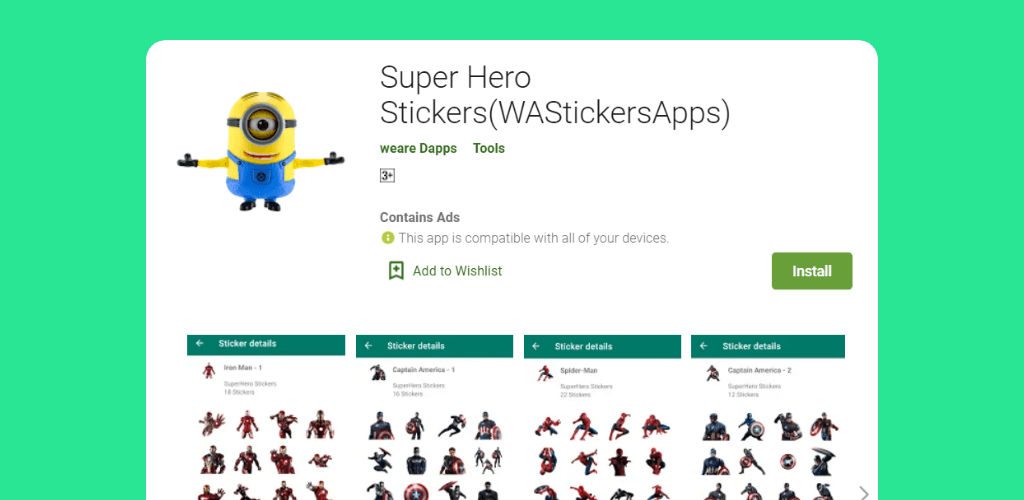 Super Hero
Stickers(WAStickersApps)
weare Dapps Tools
3+
Contains Ads
This app is compatible with all of your devices.
Add to Wishlist
Install
Sticker details
Iron Man - 1
SuperHero Stickers
18 Stickers
Sticker details
Captain America - 1
SuperHero Stickers
16 Stickers
Sticker details
Spider-Man
SuperHero Stickers
22 Stickers
Sticker details
Captain America - 2
SuperHero Stickers
12 Stickers